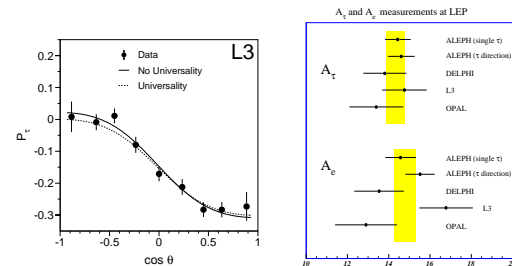 L3
Data
No Universality
Universality
0.2
0.1
0
-0.1
-0.2
-0.3
Pτ
-1
-0.5
0
0.5
1
cos θ
Aτ and Ae measurements at LEP
Aτ
ALEPH (single τ)
ALEPH (τ direction)
DELPHI
L3
OPAL
Ae
ALEPH (single τ)
ALEPH (τ direction)
DELPHI
L3
OPAL
10
12
14
16
18
20